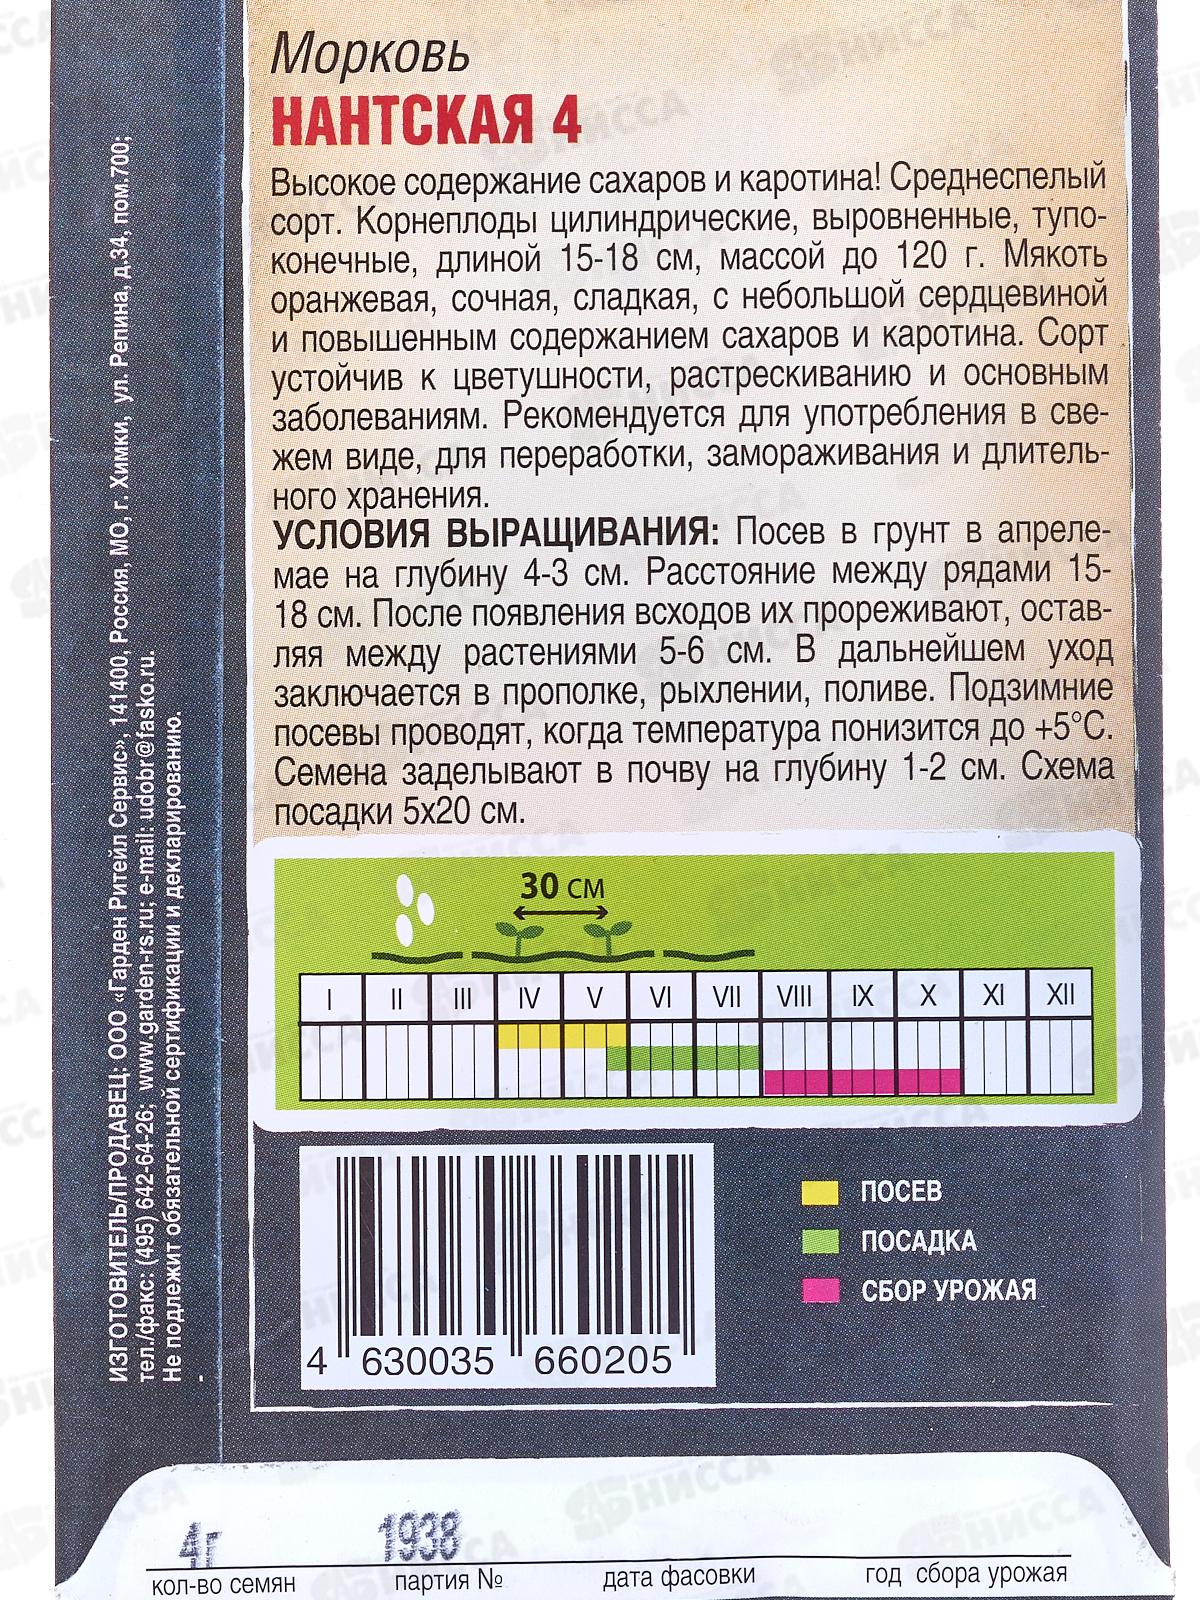 Морковь
НАНТСКАЯ 4
Высокое содержание сахаров и каротина! Среднеспелый
сорт. Корнеплоды цилиндрические, выровненные, тупо-
конечные, длиной 15-18 см, массой до 120 г. Мякоть
оранжевая, сочная, сладкая, с небольшой сердцевиной
и повышенным содержанием сахаров и каротина. Сорт
устойчив к цветушности, растрескиванию и основным
заболеваниям. Рекомендуется для употребления в све-
жем виде, для переработки, замораживания и длитель-
ного хранения.
УСЛОВИЯ ВЫРАЩИВАНИЯ: Посев в грунт в апреле-
мае на глубину 4-3 см. Расстояние между рядами 15-
18 см. После появления всходов их прореживают, остав-
ляя между растениями 5-6 см. В дальнейшем уход
заключается в прополке, рыхлении, поливе. Подзимние
посевы проводят, когда температура понизится до +5°С.
Семена заделывают в почву на глубину 1-2 см. Схема
посадки 5х20 см.
30 см
I II III IV V VI VII VIII IX X XI XII
ПОСЕВ
ПОСАДКА
СБОР УРОЖАЯ
4 630035 660205
ИЗГОТОВИТЕЛЬ/ПРОДАВЕЦ: ООО «Гарден Ритейл Сервис», 141400, Россия, МО, г. Химки, ул. Репина, д.34, пом.700;
тел./факс: (495) 642-64-26; www.garden-rs.ru; e-mail: udobr@fasko.ru.
Не подлежит обязательной сертификации и декларированию.
4г 1938
кол-во семян партия № дата фасовки год сбора урожая